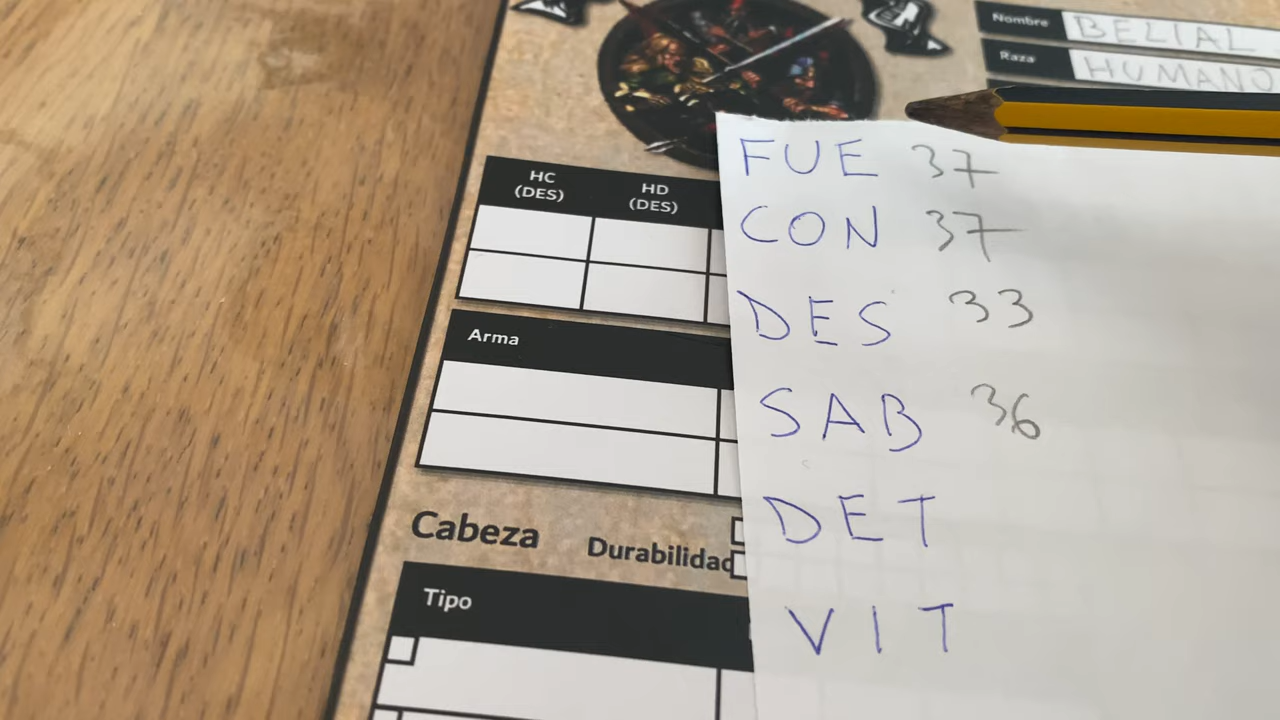 Nombre BELIAL
Raza HUMANO
HC
(DES)
HD
(DES)
Arma
Cabeza
Durabilidad
Tipo
FUE 37
CON 37
DES 33
SAB 36
DET
VIT